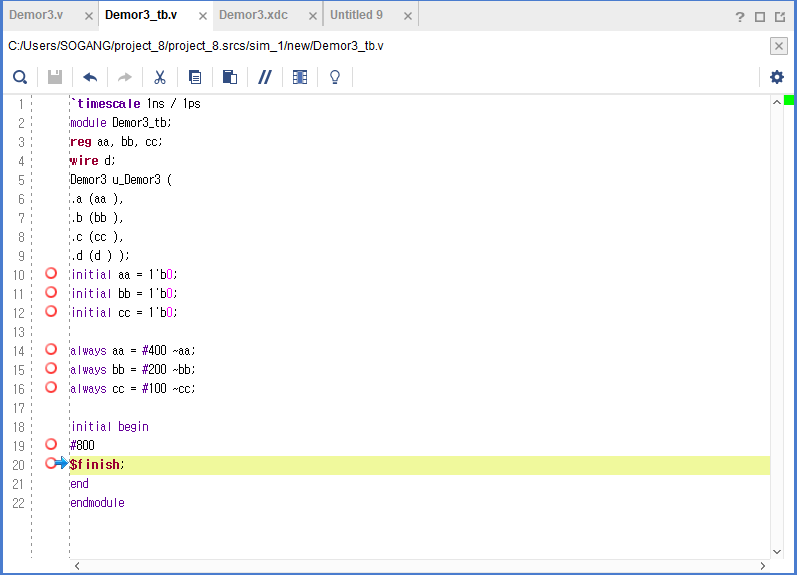 Demor3.v × Demor3_tb.v × Demor3.xdc × Untitled 9 × ?
C:/Users/SOGANG/project_8/project_8.srcs/sim_1/new/Demor3_tb.v
//
1 `timescale 1ns / 1ps
2 module Demor3_tb;
3 reg aa, bb, cc;
4 wire d;
5 Demor3 u_Demor3 (
6 .a (aa ),
7 .b (bb ),
8 .c (cc ),
9 .d (d ) );
10 initial aa = 1'b0;
11 initial bb = 1'b0;
12 initial cc = 1'b0;
13
14 always aa = #400 ~aa;
15 always bb = #200 ~bb;
16 always cc = #100 ~cc;
17
18 initial begin
19 #800
20 $finish;
21 end
22 endmodule